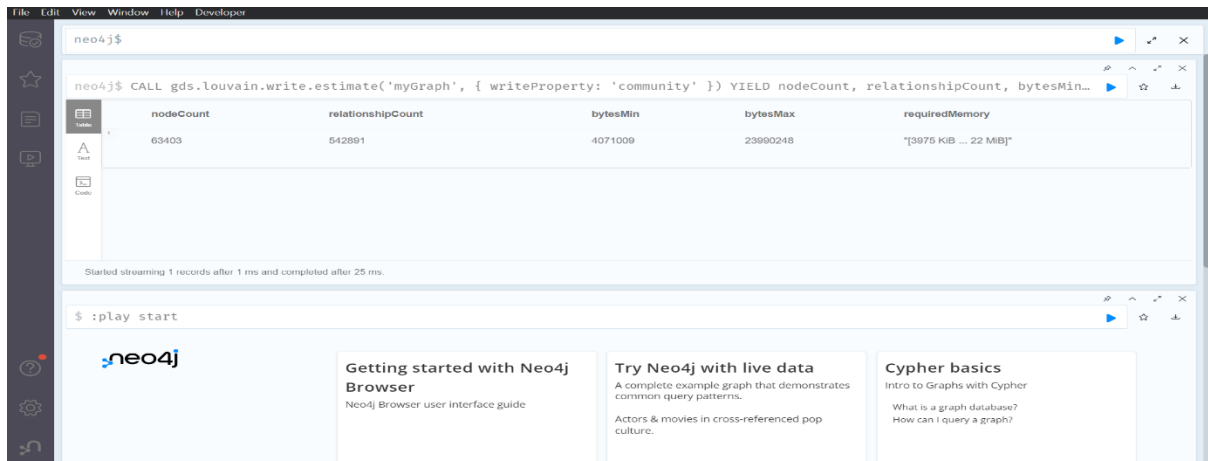 File Edit View Window Help Developer
neo4j$
neo4j$ CALL gds.louvain.write.estimate('myGraph', { writeProperty: 'community' }) YIELD nodeCount, relationshipCount, bytesMin…
Table
Text
Code
nodeCount relationshipCount bytesMin bytesMax requiredMemory
63403 542891 4071009 23990248 "[3975 KiB ... 22 MiB]"
Started streaming 1 records after 1 ms and completed after 25 ms.
$ :play start
neo4j
Getting started with Neo4j
Browser
Neo4j Browser user interface guide
Try Neo4j with live data
A complete example graph that demonstrates
common query patterns.
Actors & movies in cross-referenced pop
culture.
Cypher basics
Intro to Graphs with Cypher
What is a graph database?
How can I query a graph?